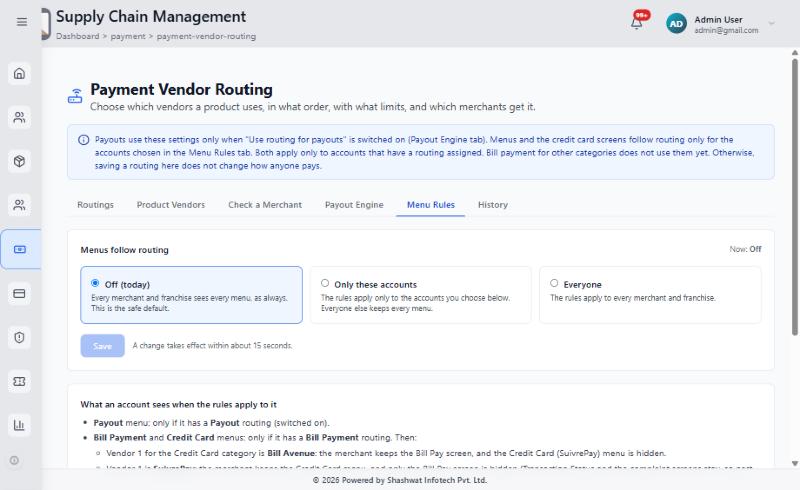 Supply Chain Management
Dashboard > payment > payment-vendor-routing
99+
AD
Admin User
admin@gmail.com
Payment Vendor Routing
Choose which vendors a product uses, in what order, with what limits, and which merchants get it.
Payouts use these settings only when "Use routing for payouts" is switched on (Payout Engine tab). Menus and the credit card screens follow routing only for the
accounts chosen in the Menu Rules tab. Both apply only to accounts that have a routing assigned. Bill payment for other categories does not use them yet. Otherwise,
saving a routing here does not change how anyone pays.
Routings Product Vendors Check a Merchant Payout Engine Menu Rules History
Menus follow routing
Now: Off
Off (today)
Every merchant and franchise sees every menu, as always.
This is the safe default.
Only these accounts
The rules apply only to the accounts you choose below.
Everyone else keeps every menu.
Everyone
The rules apply to every merchant and franchise.
Save
A change takes effect within about 15 seconds.
What an account sees when the rules apply to it
Payout menu: only if it has a Payout routing (switched on).
Bill Payment and Credit Card menus: only if it has a Bill Payment routing. Then:
Vendor 1 for the Credit Card category is Bill Avenue: the merchant keeps the Bill Pay screen, and the Credit Card (SuivrePay) menu is hidden.
© 2026 Powered by Shashwat Infotech Pvt. Ltd.